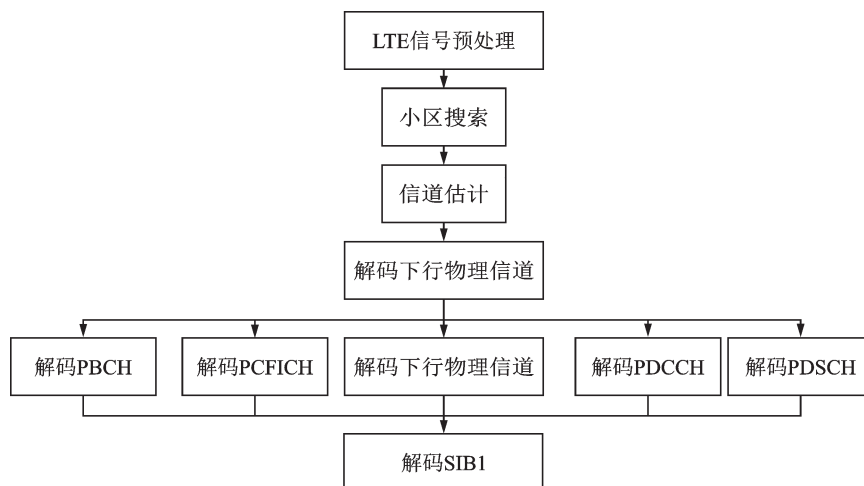 LTE信号预处理
小区搜索
信道估计
解码下行物理信道
解码PBCH
解码PCFICH
解码下行物理信道
解码PDCCH
解码PDSCH
解码SIB1